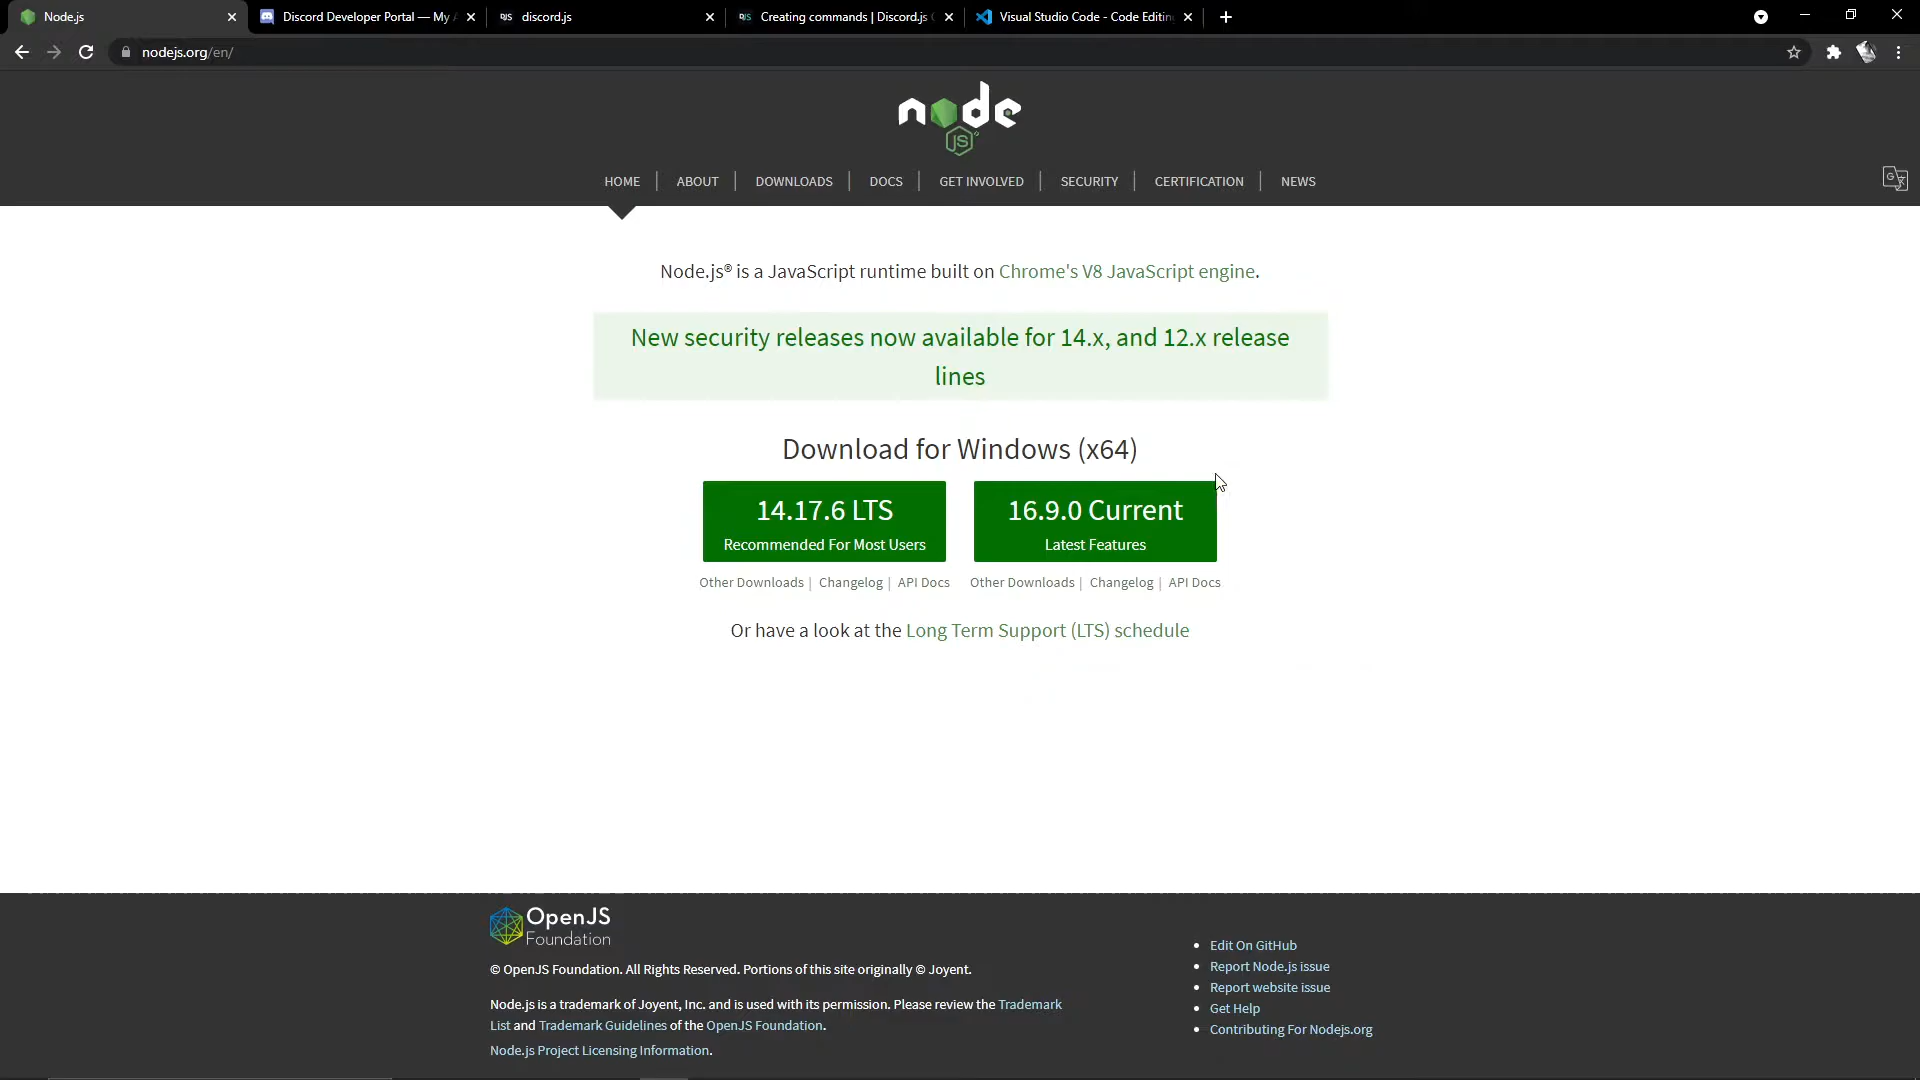 Node.js
Discord Developer Portal — My
discord.js
Creating commands | Discord.js
Visual Studio Code - Code Editin
nodejs.org/en/
node
JS
HOME
ABOUT
DOWNLOADS
DOCS
GET INVOLVED
SECURITY
CERTIFICATION
NEWS
Node.js® is a JavaScript runtime built on Chrome's V8 JavaScript engine.
New security releases now available for 14.x, and 12.x release
lines
Download for Windows (x64)
14.17.6 LTS
Recommended For Most Users
16.9.0 Current
Latest Features
Other Downloads | Changelog | API Docs
Other Downloads | Changelog | API Docs
Or have a look at the Long Term Support (LTS) schedule
OpenJS
Foundation
© OpenJS Foundation. All Rights Reserved. Portions of this site originally © Joyent.
Node.js is a trademark of Joyent, Inc. and is used with its permission. Please review the Trademark
List and Trademark Guidelines of the OpenJS Foundation.
Node.js Project Licensing Information.
Edit On GitHub
Report Node.js issue
Report website issue
Get Help
Contributing For Nodejs.org